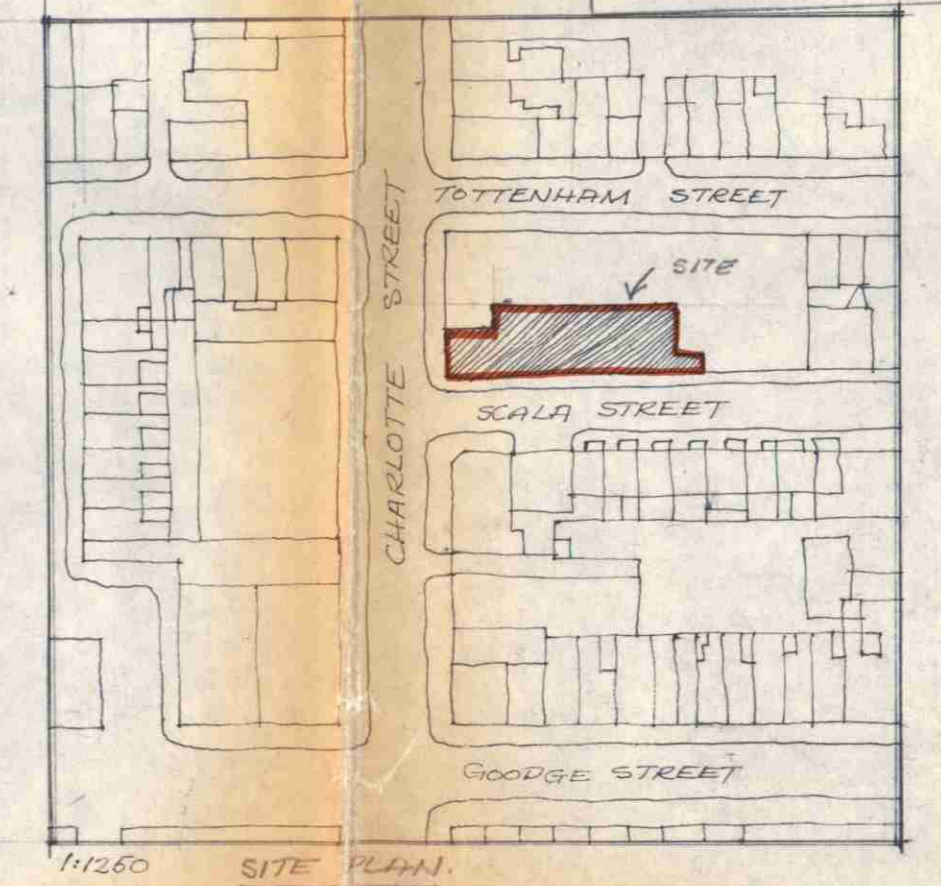 TOTTENHAM STREET
SITE
CHARLOTTE STREET
SCALA STREET
GOODGE STREET
1:1250 SITE PLAN.